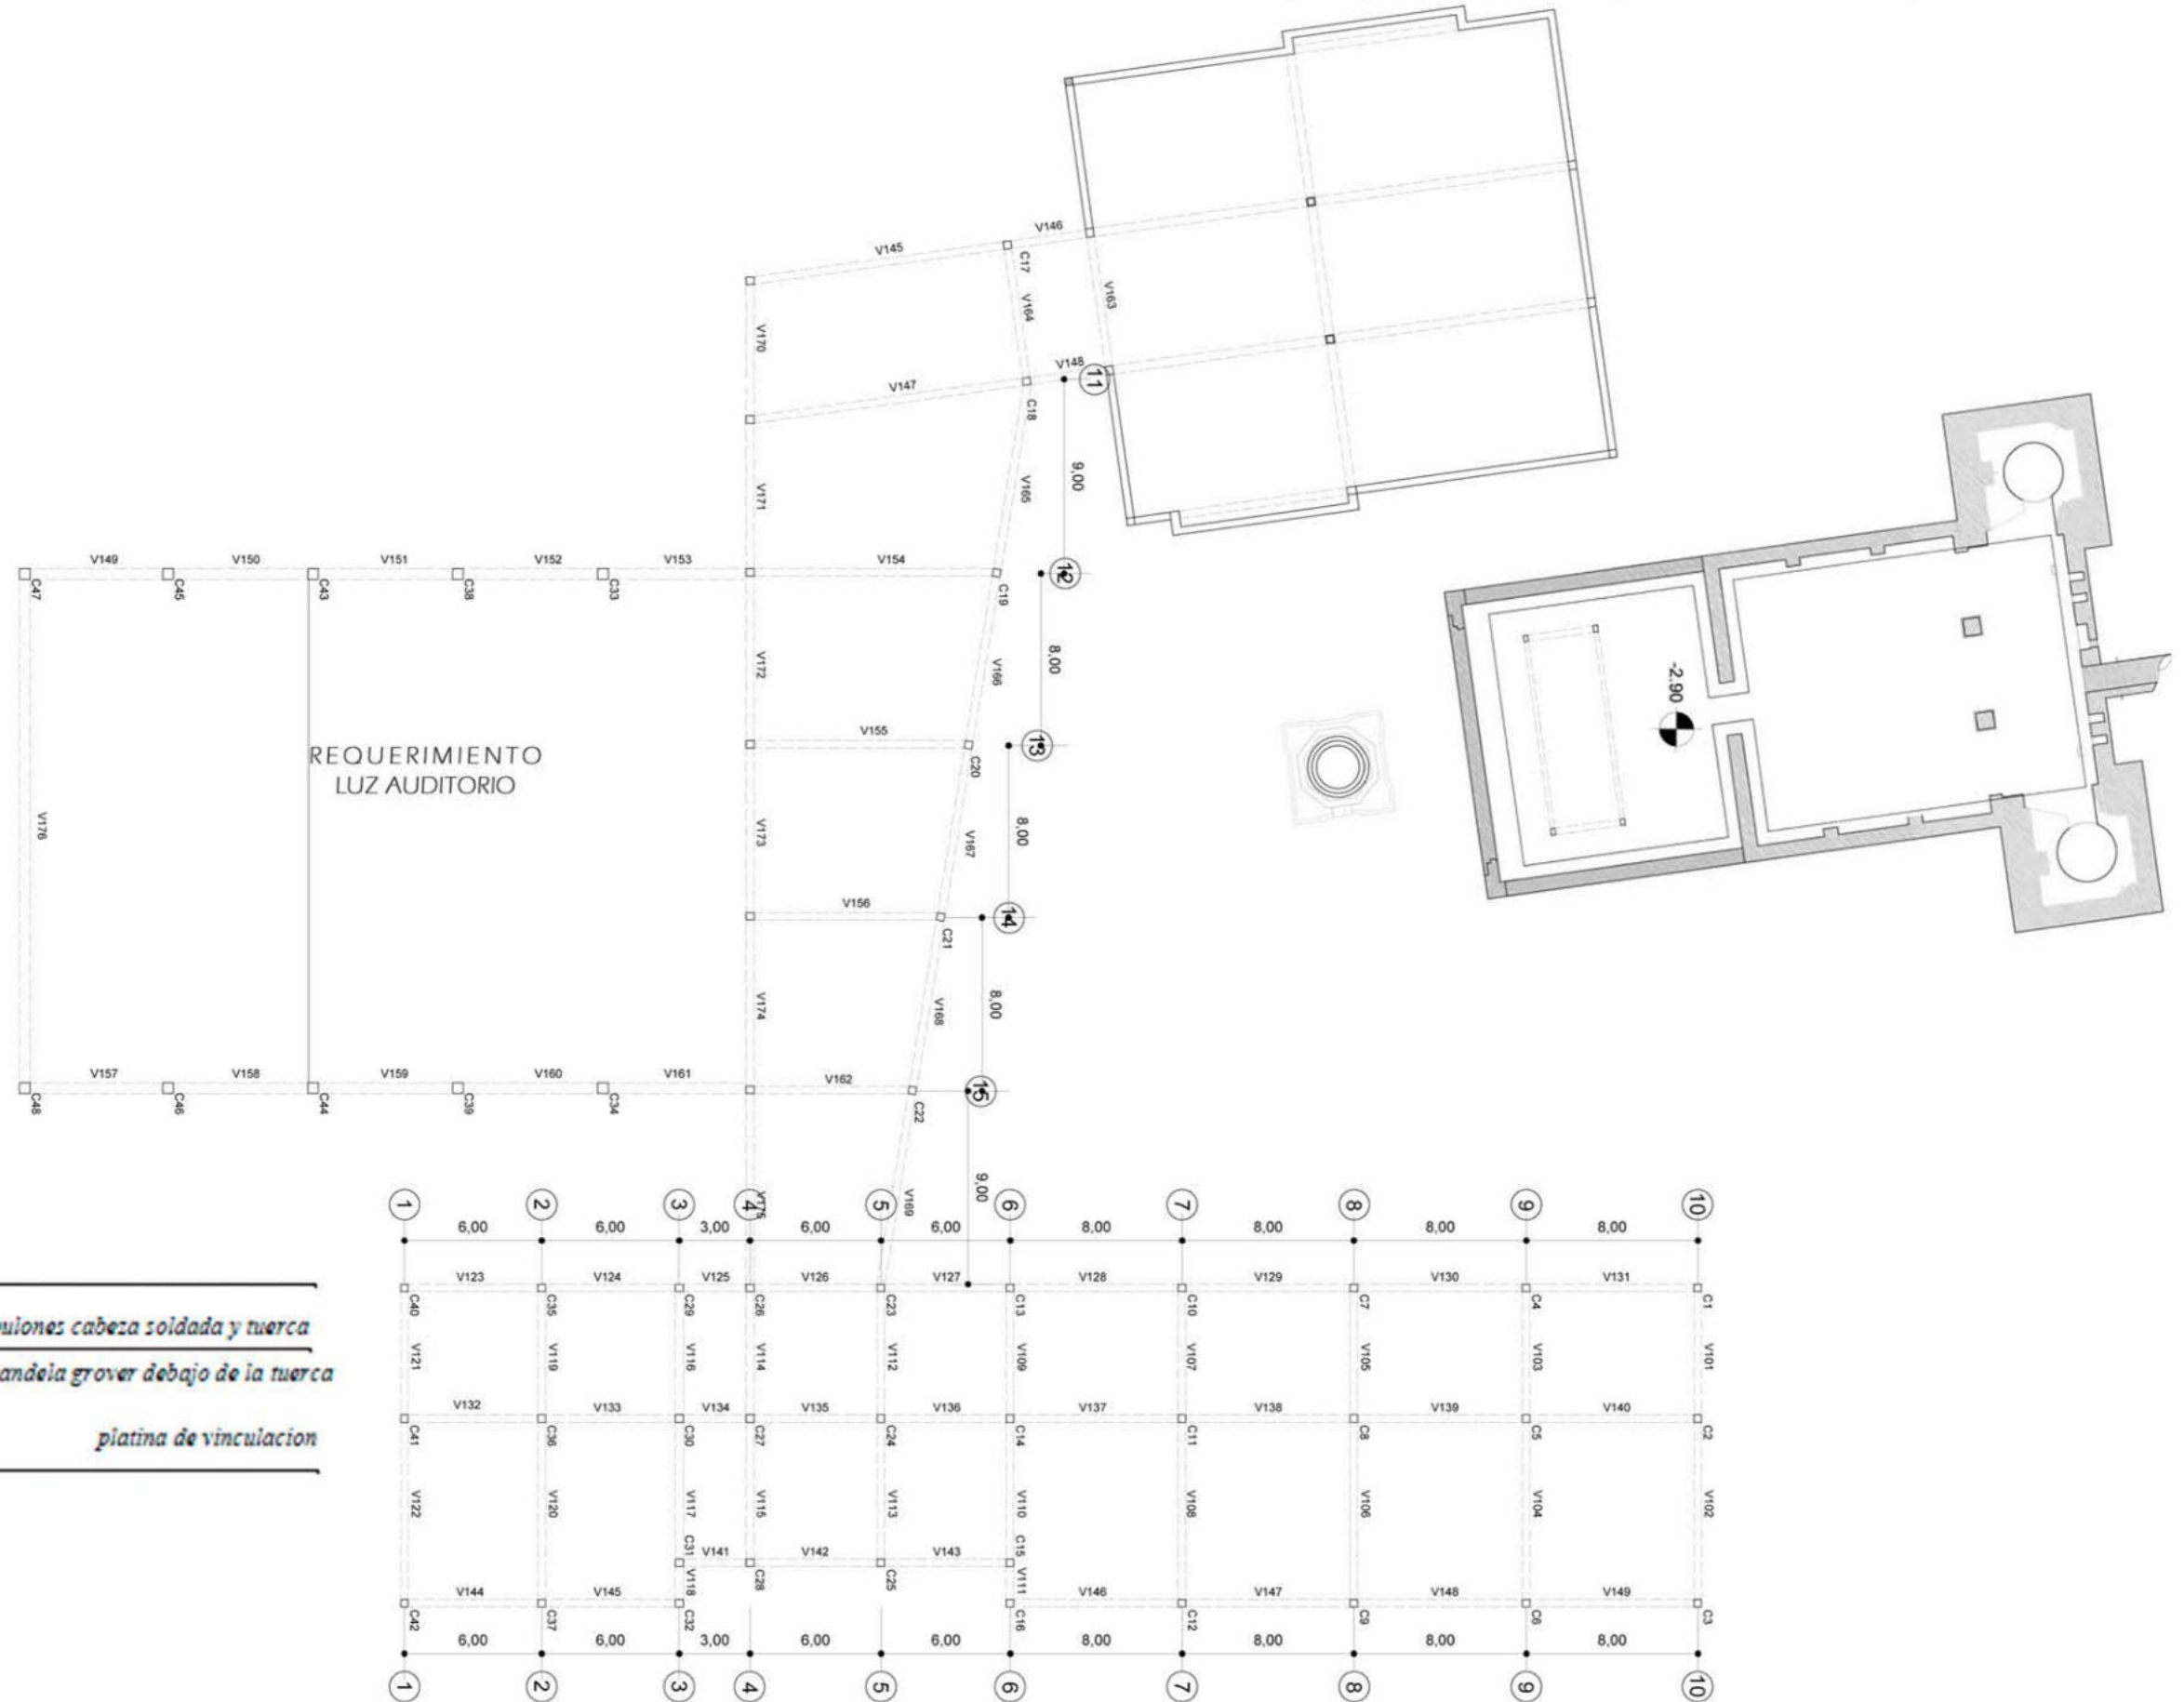 V146
V145
C17
V164
V163
V170
V148
11
V147
C18
9,00
V165
V171
V149
V150
V151
V152
V153
V154
12
C47
C45
C43
C38
C33
C19
8,00
V172
V166
-2.90
REQUERIMIENTO
LUZ AUDITORIO
V155
13
C20
V176
V173
V167
8,00
V156
14
C21
V174
V168
8,00
V157
V158
V159
V160
V161
V162
15
C48
C46
C44
C39
C34
C22
9,00
V175
V169
1 2 3 4 5 6 7 8 9 10
6,00 6,00 3,00 6,00 6,00 8,00 8,00 8,00 8,00
V123 V124 V125 V126 V127 V128 V129 V130 V131
C40 C35 C29 C26 C23 C13 C10 C7 C4 C1
ulones cabeza soldada y tuerca
V121 V119 V116 V114 V112 V109 V107 V105 V103 V101
andela grover debajo de la tuerca
V132 V133 V134 V135 V136 V137 V138 V139 V140
C41 C36 C30 C27 C24 C14 C11 C8 C5 C2
platina de vinculacion
V122 V120 V117 V115 V113 V110 V108 V106 V104 V102
C31 V141 V142 V143 C15
V118 C28 C25 V111
V144 V145 V146 V147 V148 V149
C42 C37 C32 C16 C12 C9 C6 C3
6,00 6,00 3,00 6,00 6,00 8,00 8,00 8,00 8,00
1 2 3 4 5 6 7 8 9 10